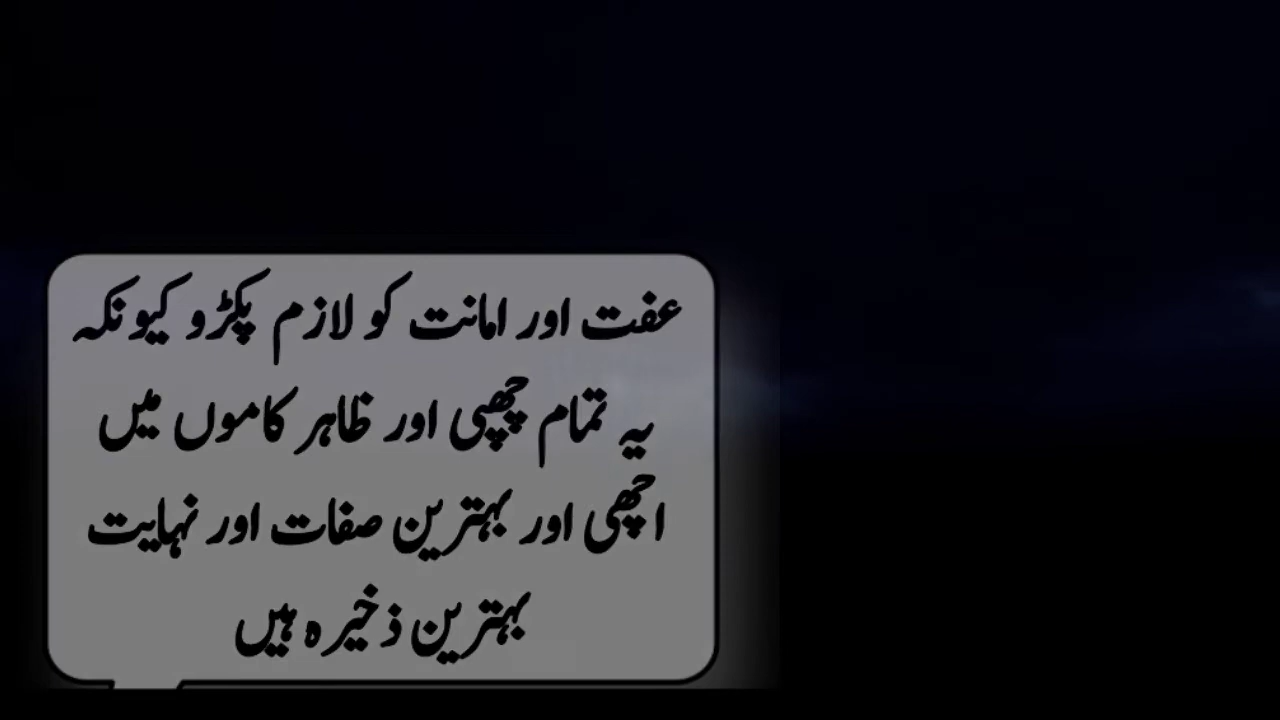 عفت اور امانت کو لازم پکڑو کیونکہ
یہ تمام چھپی اور ظاہر کاموں میں
اچھی اور بہترین صفات اور نہایت
بہترین ذخیرہ ہیں